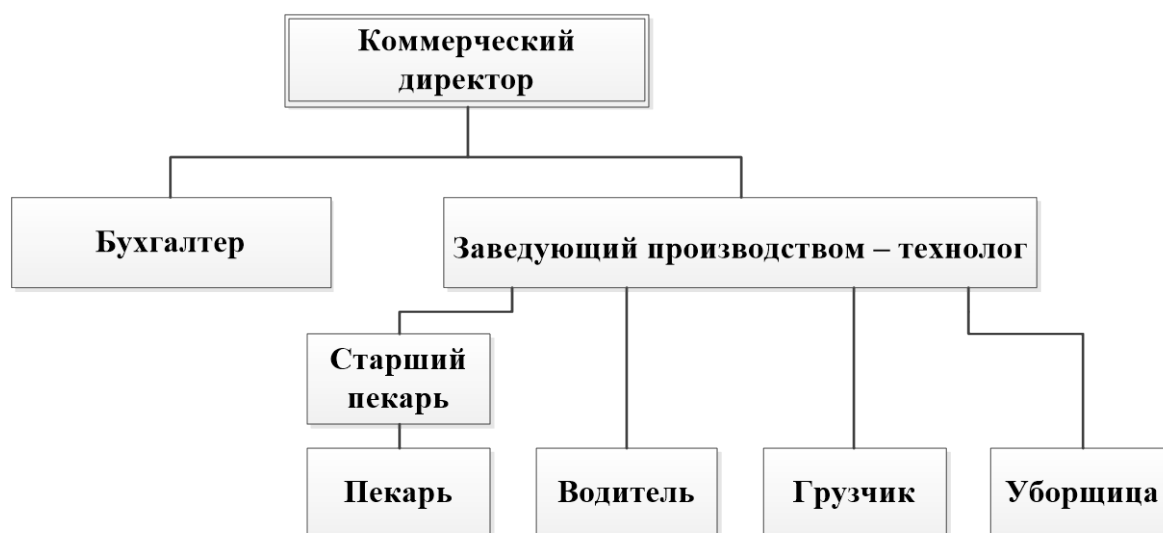 Коммерческий
директор
Бухгалтер
Заведующий производством – технолог
Старший
пекарь
Пекарь
Водитель
Грузчик
Уборщица